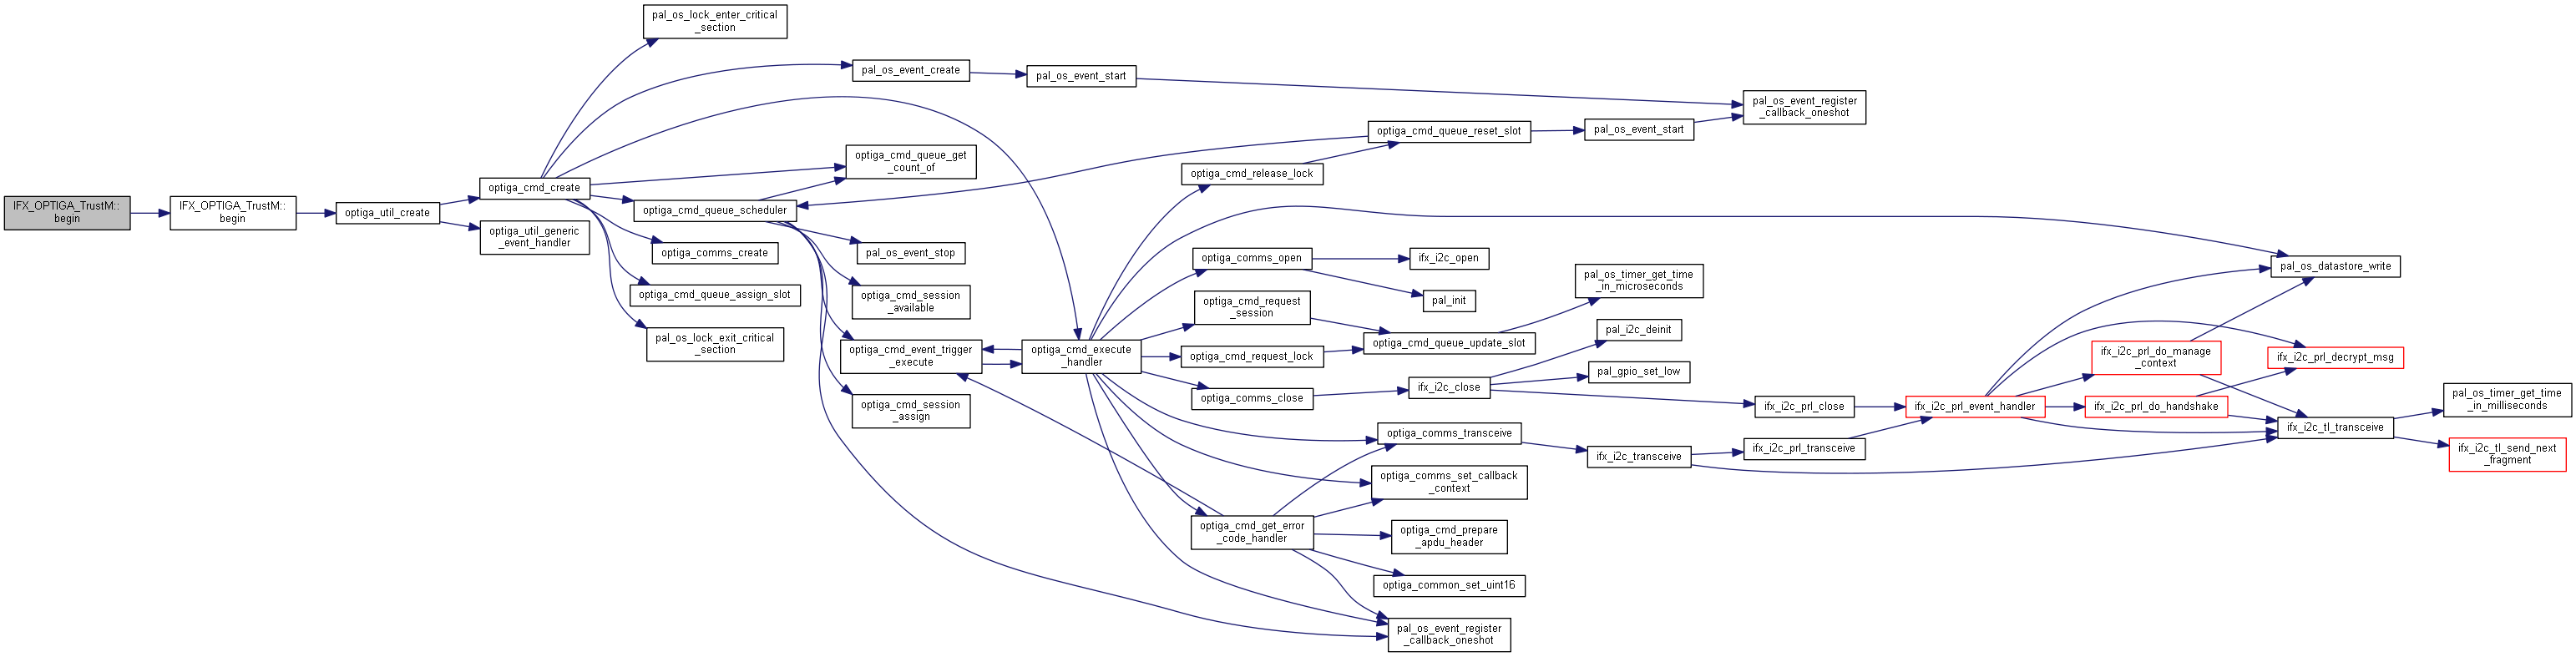 IFX_OPTIGA_TrustM::
begin
IFX_OPTIGA_TrustM::
begin
optiga_util_create
optiga_cmd_create
optiga_util_generic
_event_handler
pal_os_lock_enter_critical
_section
pal_os_event_create
pal_os_event_start
optiga_cmd_queue_get
_count_of
optiga_cmd_queue_scheduler
optiga_comms_create
optiga_cmd_queue_assign_slot
pal_os_lock_exit_critical
_section
pal_os_event_stop
optiga_cmd_session
_available
optiga_cmd_event_trigger
_execute
optiga_cmd_session
_assign
optiga_cmd_execute
_handler
optiga_cmd_release_lock
optiga_comms_open
optiga_cmd_request
_session
optiga_cmd_request_lock
optiga_comms_close
optiga_cmd_get_error
_code_handler
optiga_cmd_queue_reset_slot
ifx_i2c_open
pal_init
optiga_cmd_queue_update_slot
ifx_i2c_close
optiga_comms_transceive
optiga_comms_set_callback
_context
optiga_cmd_prepare
_apdu_header
optiga_common_set_uint16
pal_os_event_register
_callback_oneshot
pal_os_event_start
pal_os_timer_get_time
_in_microseconds
pal_i2c_deinit
pal_gpio_set_low
ifx_i2c_transceive
pal_os_event_register
_callback_oneshot
ifx_i2c_prl_close
ifx_i2c_prl_transceive
ifx_i2c_prl_event_handler
ifx_i2c_prl_do_manage
_context
ifx_i2c_prl_do_handshake
pal_os_datastore_write
ifx_i2c_prl_decrypt_msg
ifx_i2c_tl_transceive
pal_os_timer_get_time
_in_milliseconds
ifx_i2c_tl_send_next
_fragment